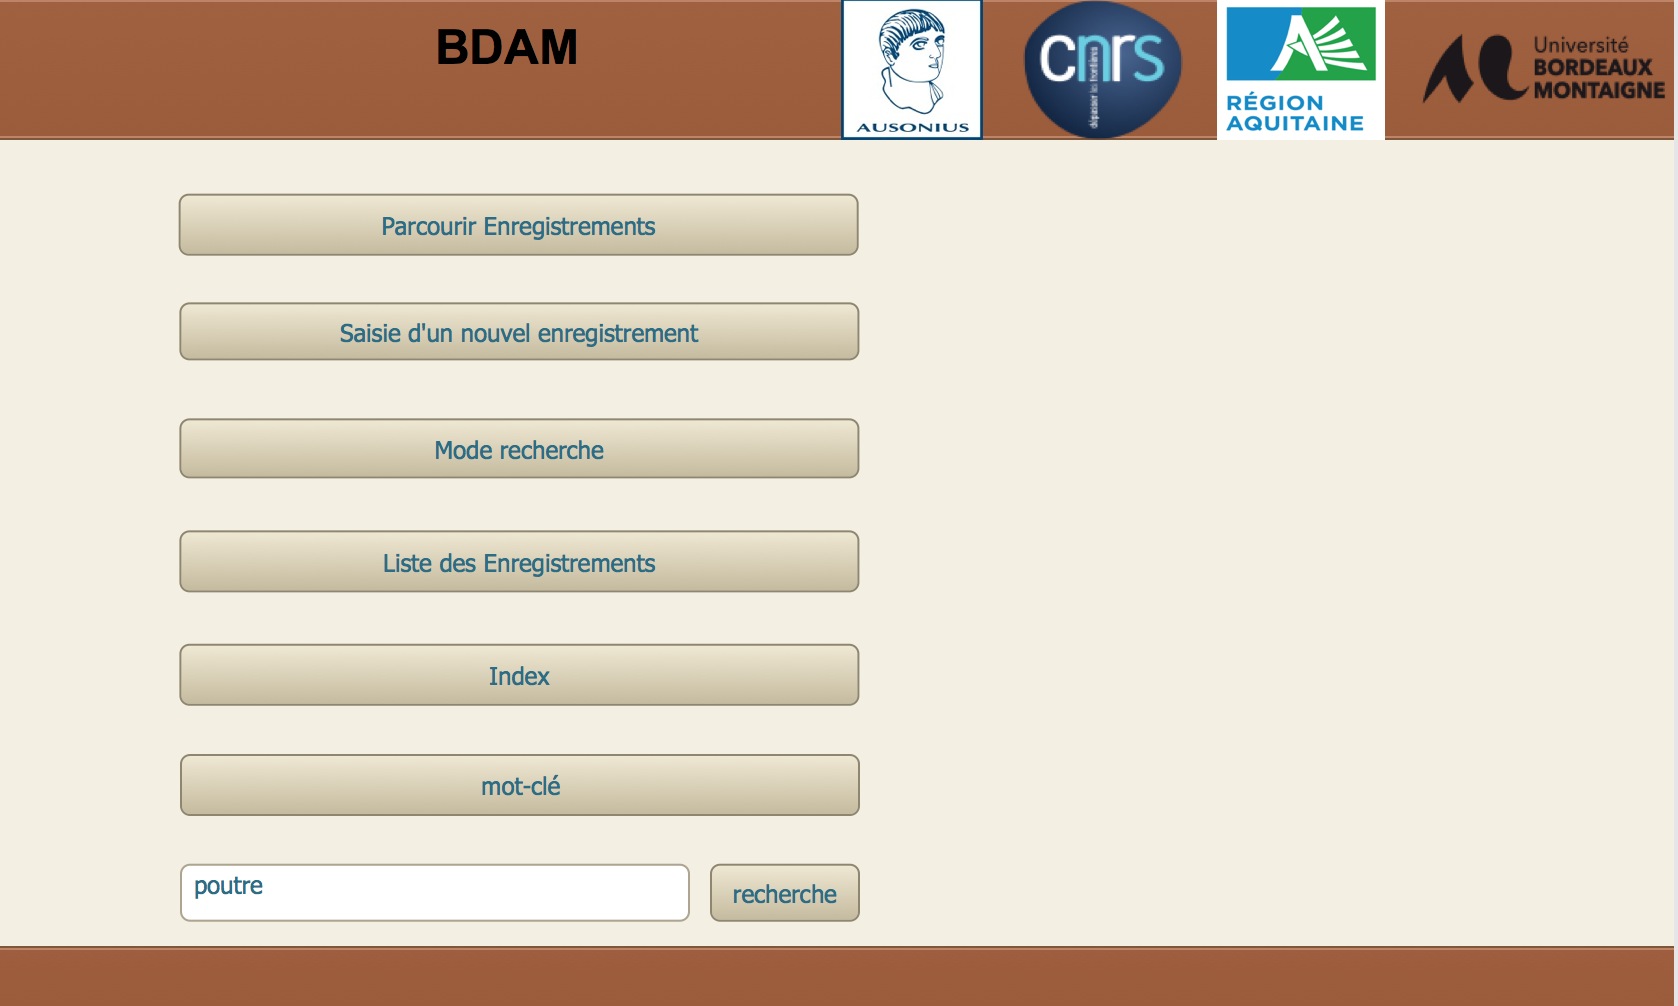 BDAM
AUSONIUS
cnrs
dépasser les frontières
RÉGION
AQUITAINE
Université
BORDEAUX
MONTAIGNE
Parcourir Enregistrements
Saisie d'un nouvel enregistrement
Mode recherche
Liste des Enregistrements
Index
mot-clé
poutre
recherche